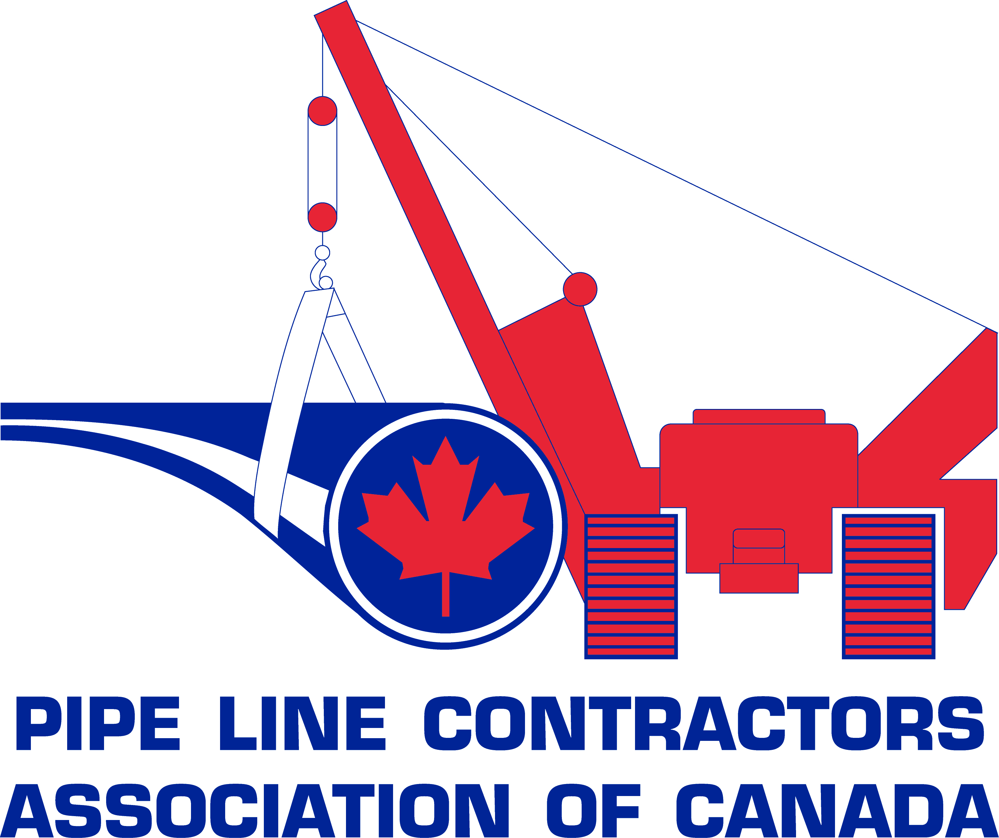 PIPE LINE CONTRACTORS
ASSOCIATION OF CANADA